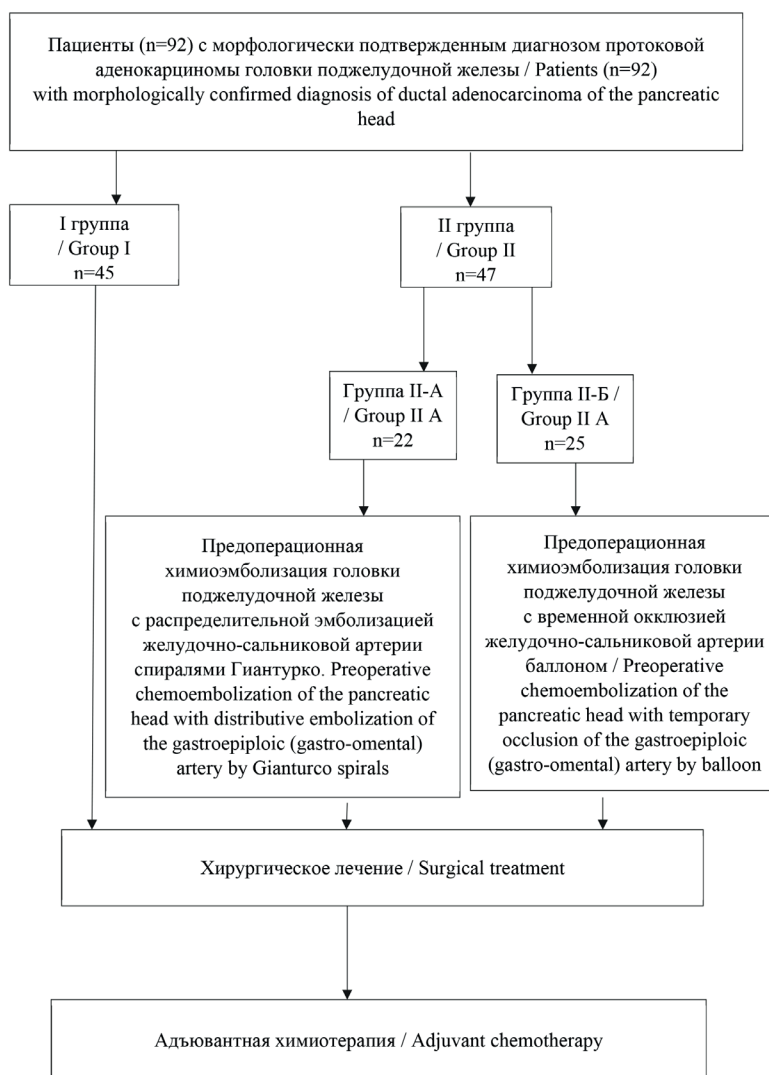 Пациенты (n=92) с морфологически подтвержденным диагнозом протоковой
аденокарциномы головки поджелудочной железы / Patients (n=92)
with morphologically confirmed diagnosis of ductal adenocarcinoma of the pancreatic
head
I группа
/ Group I
n=45
II группа
/ Group II
n=47
Группа II-А
/ Group II A
n=22
Группа II-Б /
Group II A
n=25
Предоперационная
химиоэмболизация головки
поджелудочной железы
с распределительной эмболизацией
желудочно-сальниковой артерии
спиралями Гиантурко. Preoperative
chemoembolization of the pancreatic
head with distributive embolization of
the gastroepiploic (gastro-omental)
artery by Gianturco spirals
Предоперационная
химиоэмболизация головки
поджелудочной железы
с временной окклюзией
желудочно-сальниковой артерии
баллоном / Preoperative
chemoembolization of the
pancreatic head with temporary
occlusion of the gastroepiploic
(gastro-omental) artery by balloon
Хирургическое лечение / Surgical treatment
Адъювантная химиотерапия / Adjuvant chemotherapy